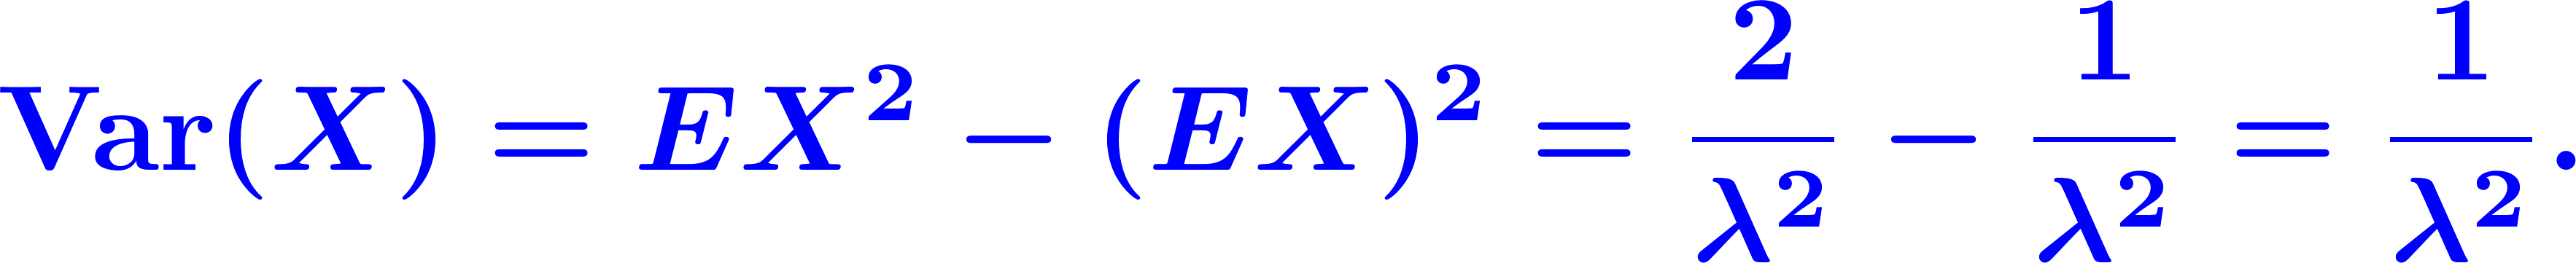 Var(X) = EX² − (EX)² = 2/λ² − 1/λ² = 1/λ².